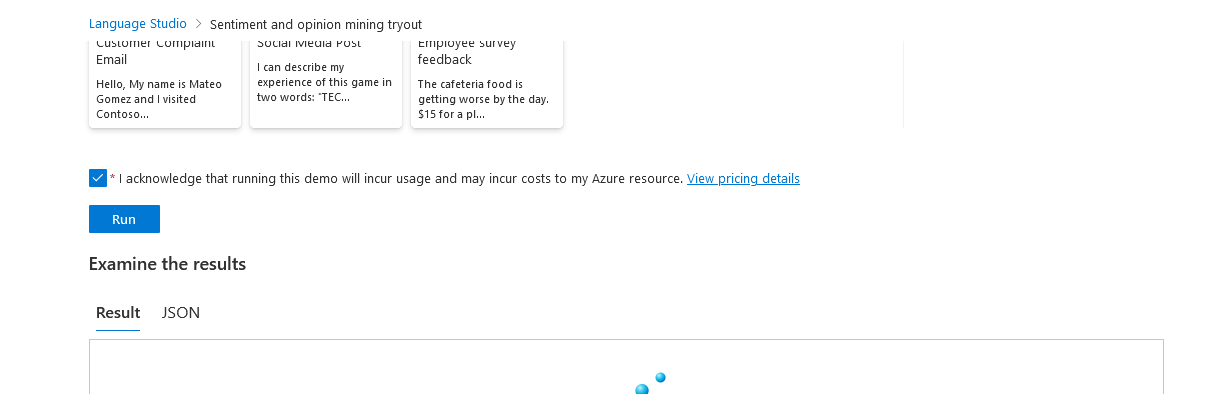 Language Studio > Sentiment and opinion mining tryout
Customer Complaint
Email
Hello, My name is Mateo
Gomez and I visited
Contoso...
Social Media Post
I can describe my
experience of this game in
two words: "TEC...
Employee survey
feedback
The cafeteria food is
getting worse by the day.
$15 for a pl...
* I acknowledge that running this demo will incur usage and may incur costs to my Azure resource. View pricing details
Run
Examine the results
Result JSON